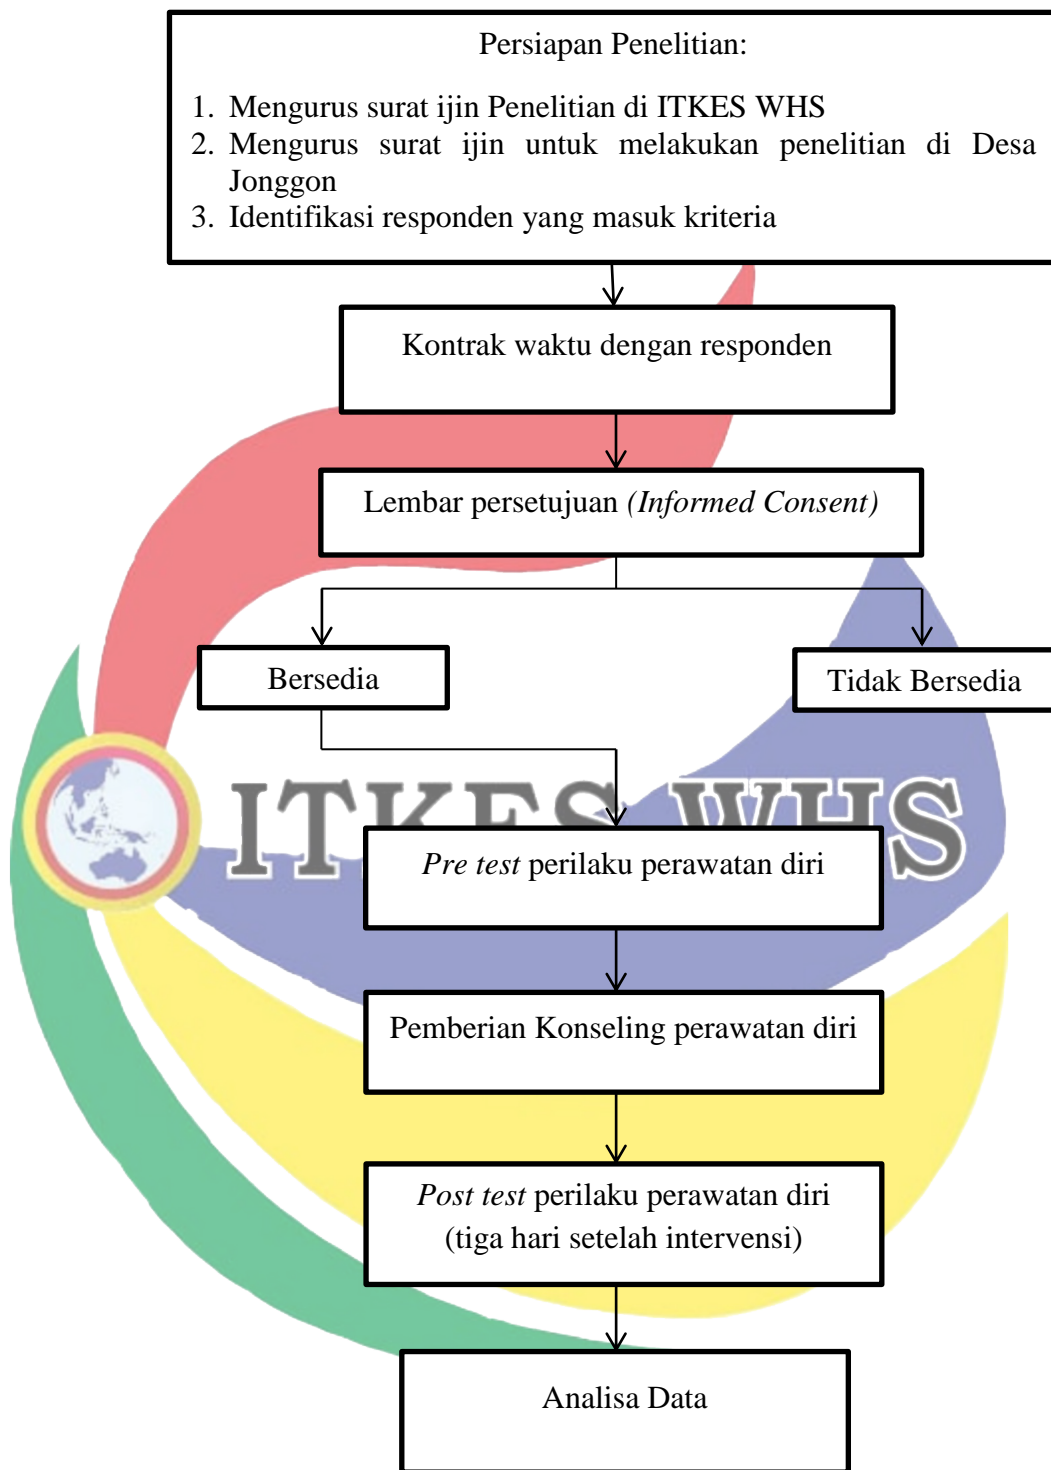 Persiapan Penelitian:
1. Mengurus surat ijin Penelitian di ITKES WHS
2. Mengurus surat ijin untuk melakukan penelitian di Desa
Jonggon
3. Identifikasi responden yang masuk kriteria
Kontrak waktu dengan responden
Lembar persetujuan (Informed Consent)
Bersedia
Tidak Bersedia
ITKES WHS
Pre test perilaku perawatan diri
Pemberian Konseling perawatan diri
Post test perilaku perawatan diri
(tiga hari setelah intervensi)
Analisa Data